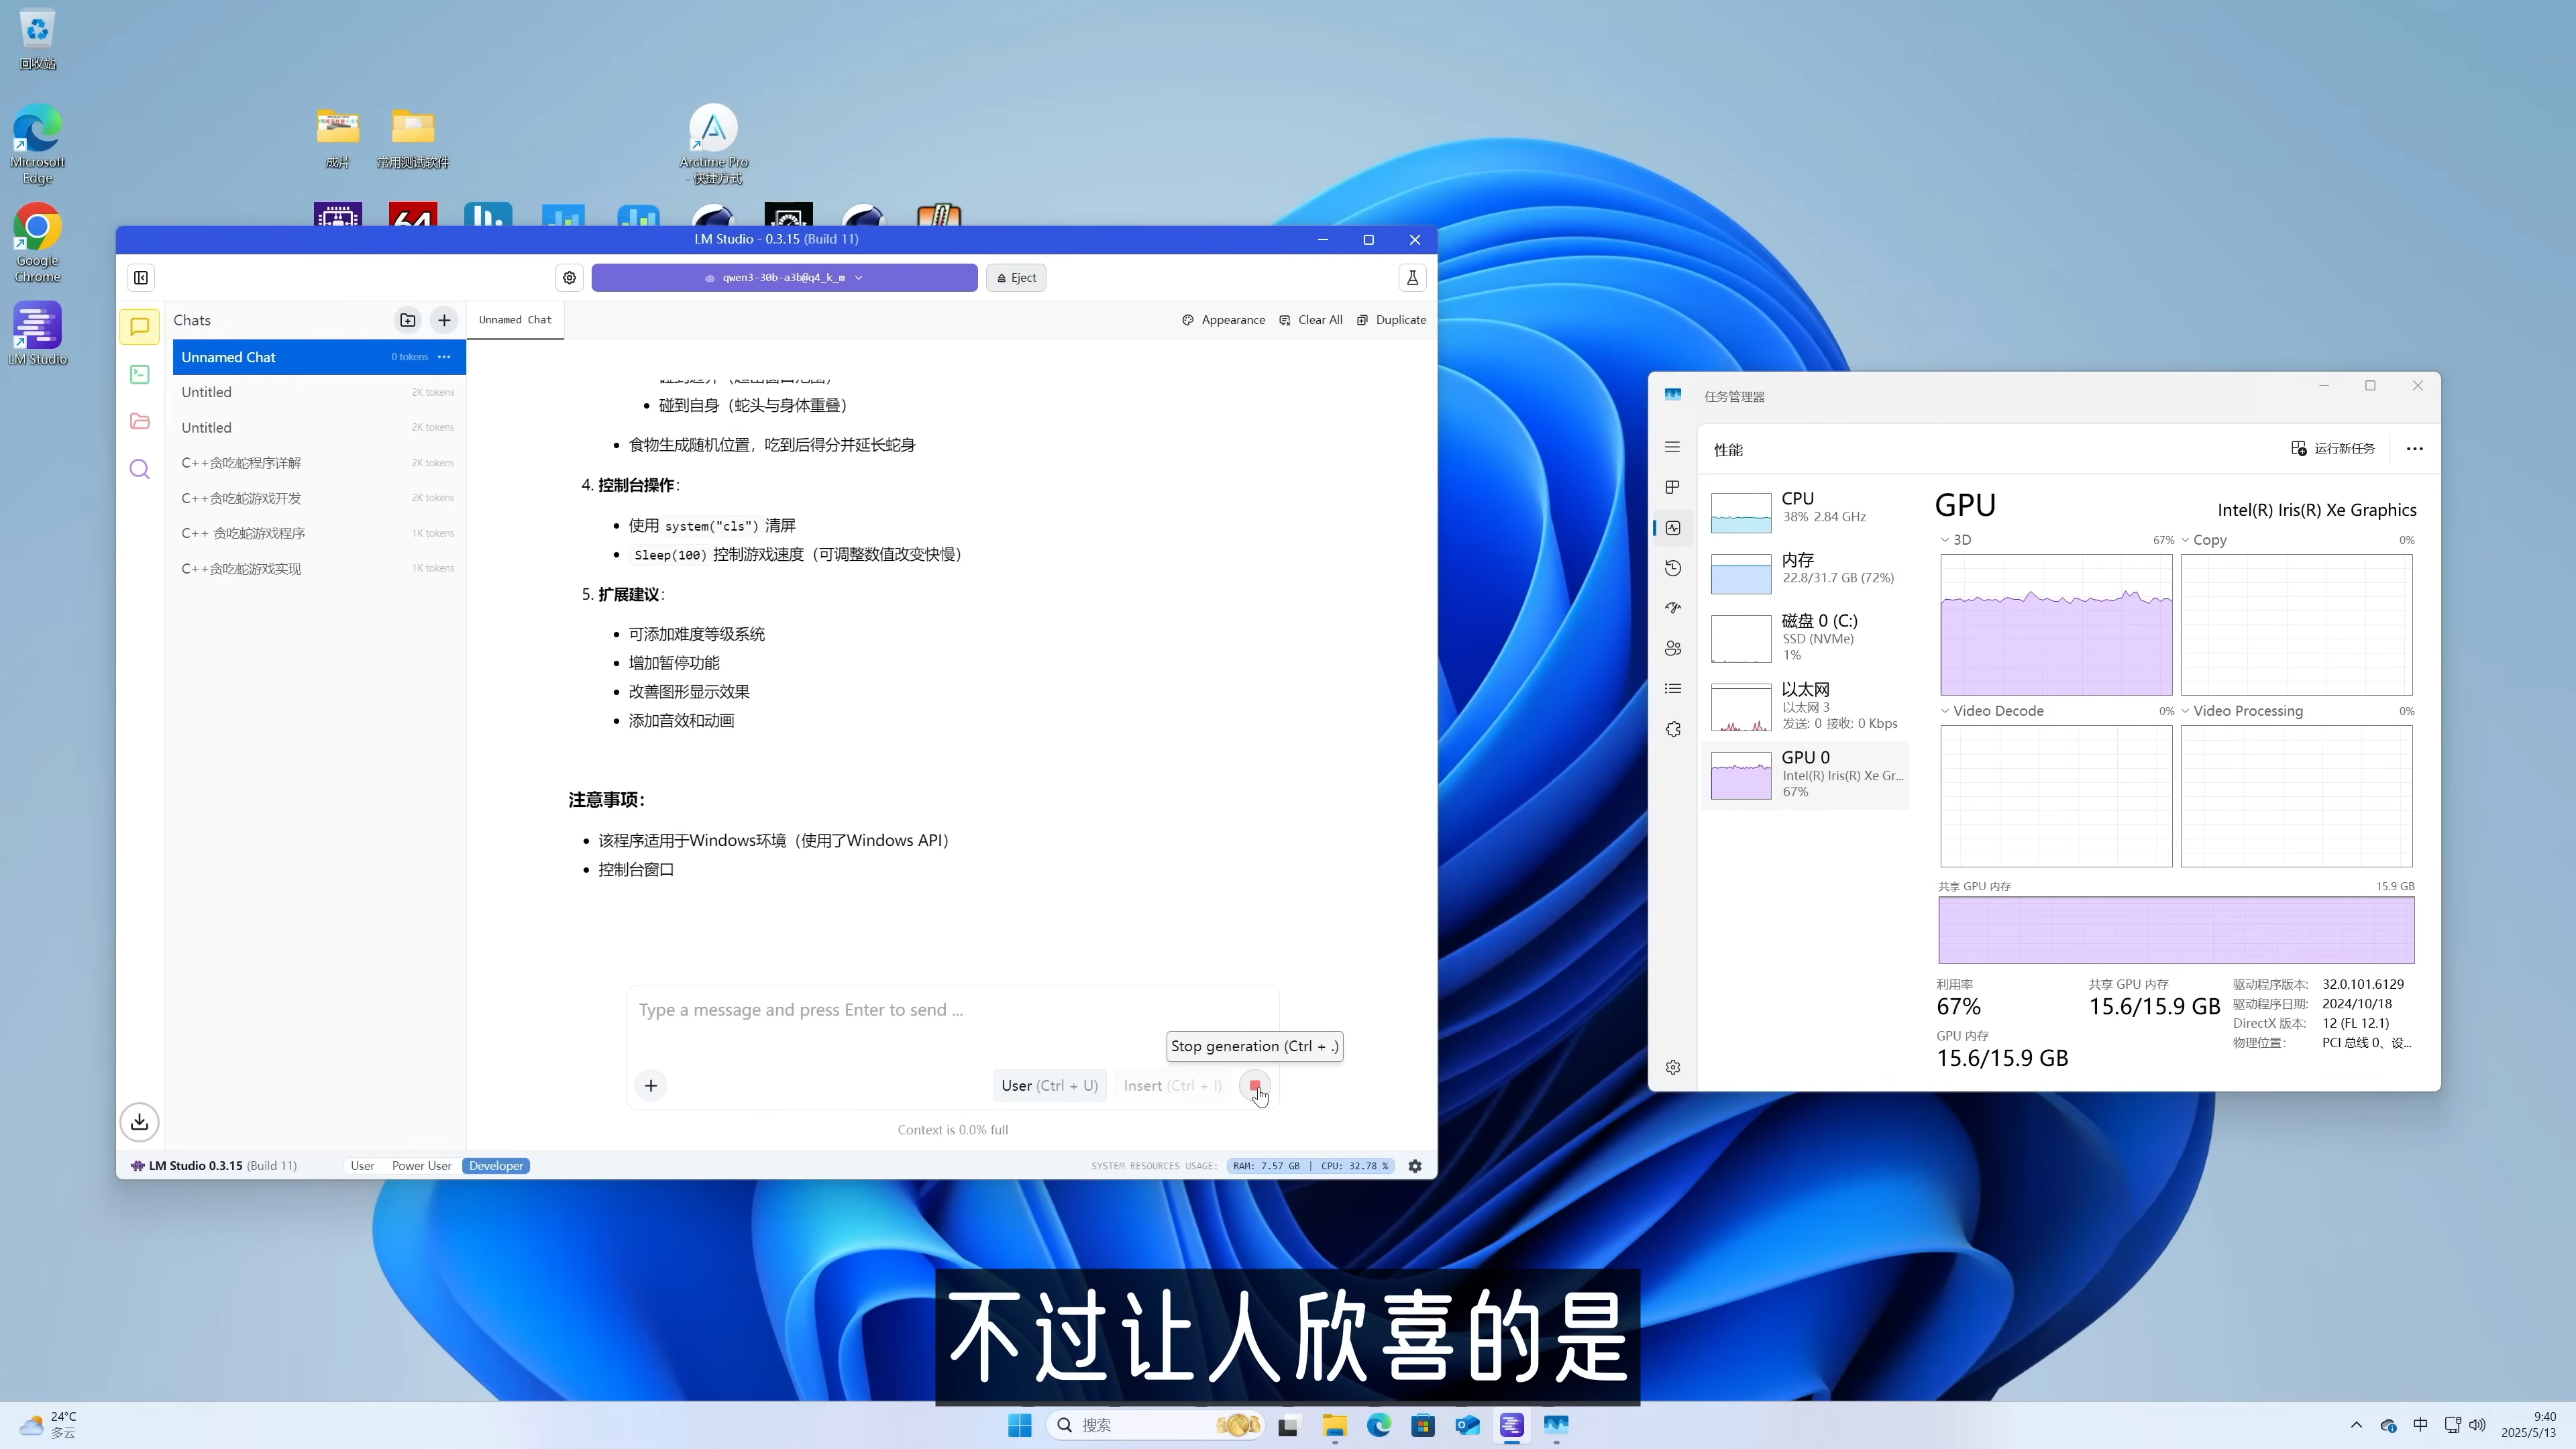 回收站
Microsoft
Edge
Google
Chrome
LM Studio
成片
常用测试软件
Arctime Pro
- 快捷方式
64
LM Studio - 0.3.15 (Build 11)
qwen3-30b-a3b@q4_k_m
Eject
Chats
Unnamed Chat
Appearance
Clear All
Duplicate
Unnamed Chat 0 tokens
Untitled 2K tokens
Untitled 2K tokens
C++贪吃蛇程序详解 2K tokens
C++贪吃蛇游戏开发 2K tokens
C++ 贪吃蛇游戏程序 1K tokens
C++贪吃蛇游戏实现 1K tokens
碰到自身（蛇头与身体重叠）
食物生成随机位置，吃到后得分并延长蛇身
4. 控制台操作：
使用 system("cls") 清屏
Sleep(100) 控制游戏速度（可调整数值改变快慢）
5. 扩展建议：
可添加难度等级系统
增加暂停功能
改善图形显示效果
添加音效和动画
注意事项：
该程序适用于Windows环境（使用了Windows API）
控制台窗口
Type a message and press Enter to send ...
Stop generation (Ctrl + .)
User (Ctrl + U)
Insert (Ctrl + I)
Context is 0.0% full
LM Studio 0.3.15 (Build 11)
User
Power User
Developer
SYSTEM RESOURCES USAGE:
RAM: 7.57 GB | CPU: 32.78 %
任务管理器
性能
运行新任务
CPU
38% 2.84 GHz
内存
22.8/31.7 GB (72%)
磁盘 0 (C:)
SSD (NVMe)
1%
以太网
以太网 3
发送: 0 接收: 0 Kbps
GPU 0
Intel(R) Iris(R) Xe Gr...
67%
GPU
Intel(R) Iris(R) Xe Graphics
3D 67%
Copy 0%
Video Decode 0%
Video Processing 0%
共享 GPU 内存 15.9 GB
利用率
67%
共享 GPU 内存
15.6/15.9 GB
GPU 内存
15.6/15.9 GB
驱动程序版本: 32.0.101.6129
驱动程序日期: 2024/10/18
DirectX 版本: 12 (FL 12.1)
物理位置: PCI 总线 0、设...
不过让人欣喜的是
24°C
多云
搜索
中
9:40
2025/5/13